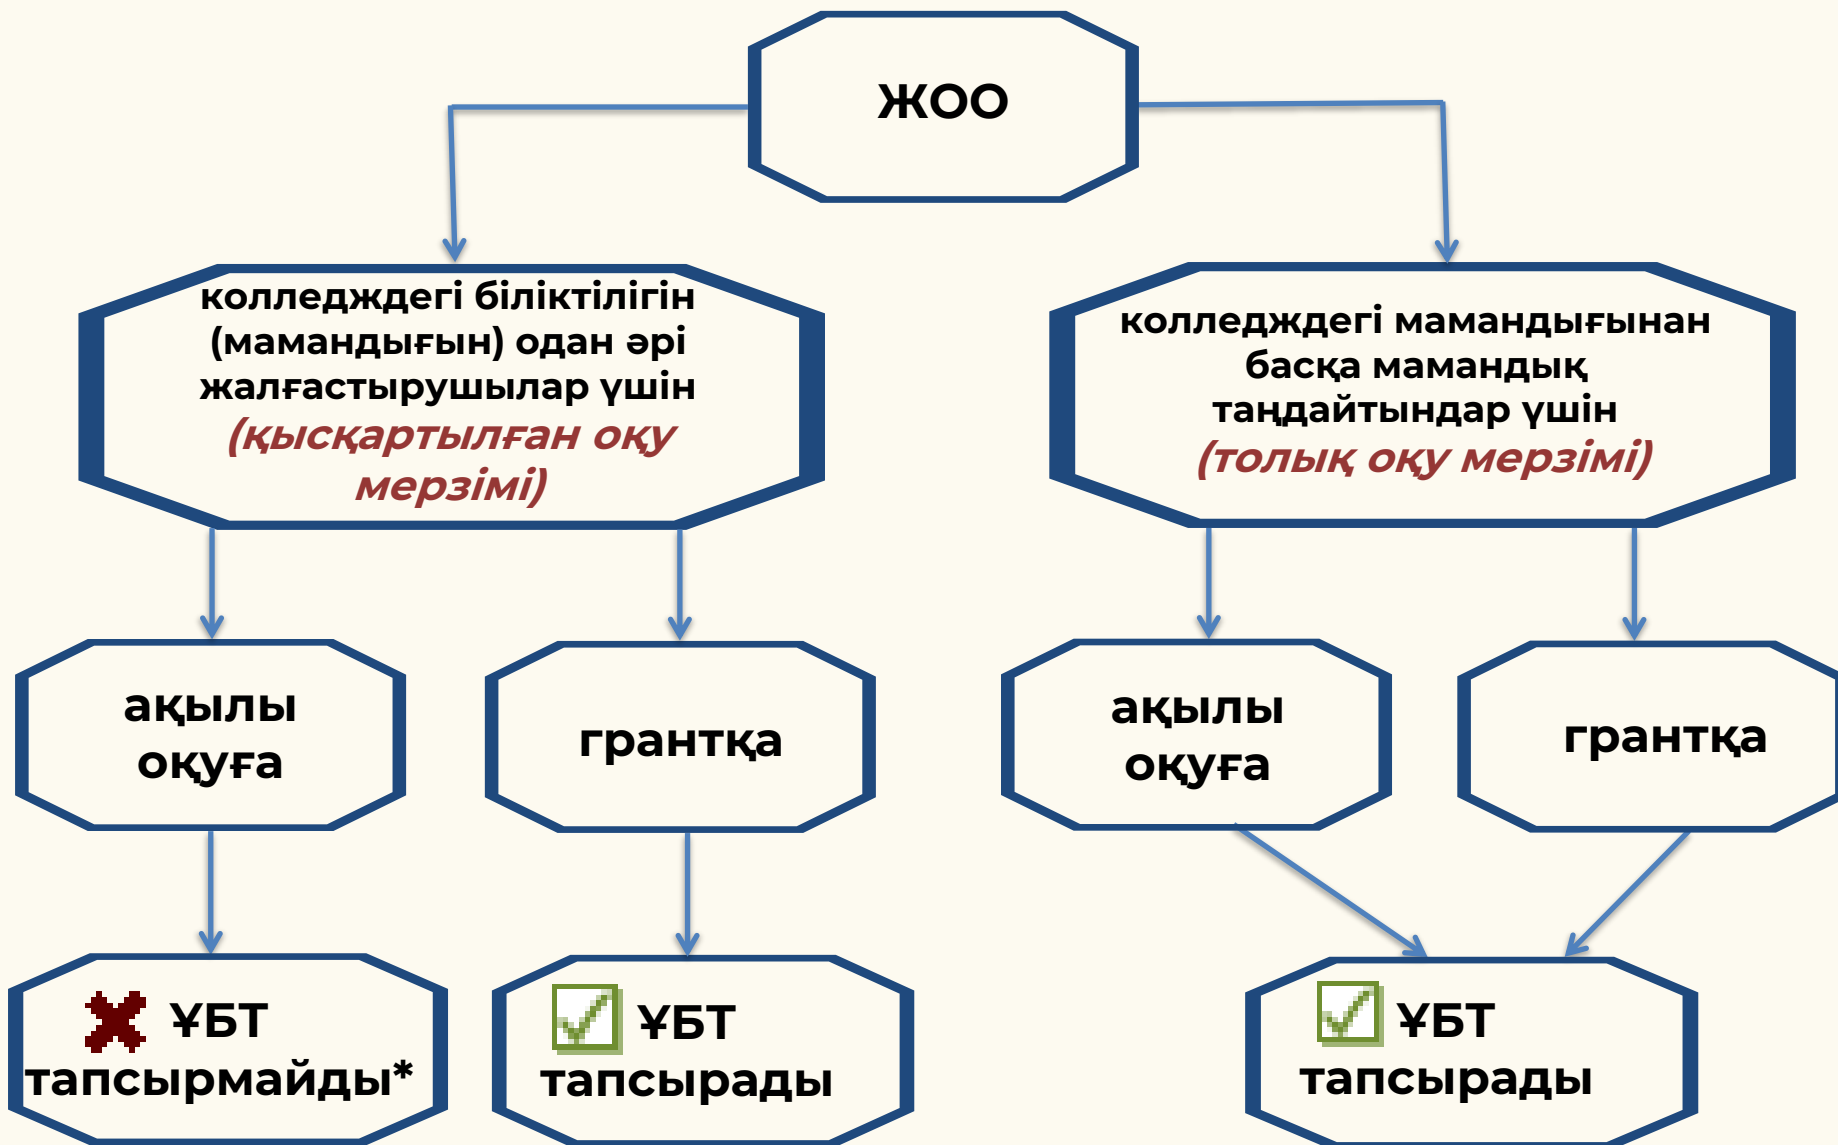 ЖОО
колледждегі біліктілігін
(мамандығын) одан әрі
жалғастырушылар үшін
(қысқартылған оқу
мерзімі)
колледждегі мамандығынан
басқа мамандық
таңдайтындар үшін
(толық оқу мерзімі)
ақылы
оқуға
грантқа
ақылы
оқуға
грантқа
ҰБТ
тапсырмайды*
ҰБТ
тапсырады
ҰБТ
тапсырады